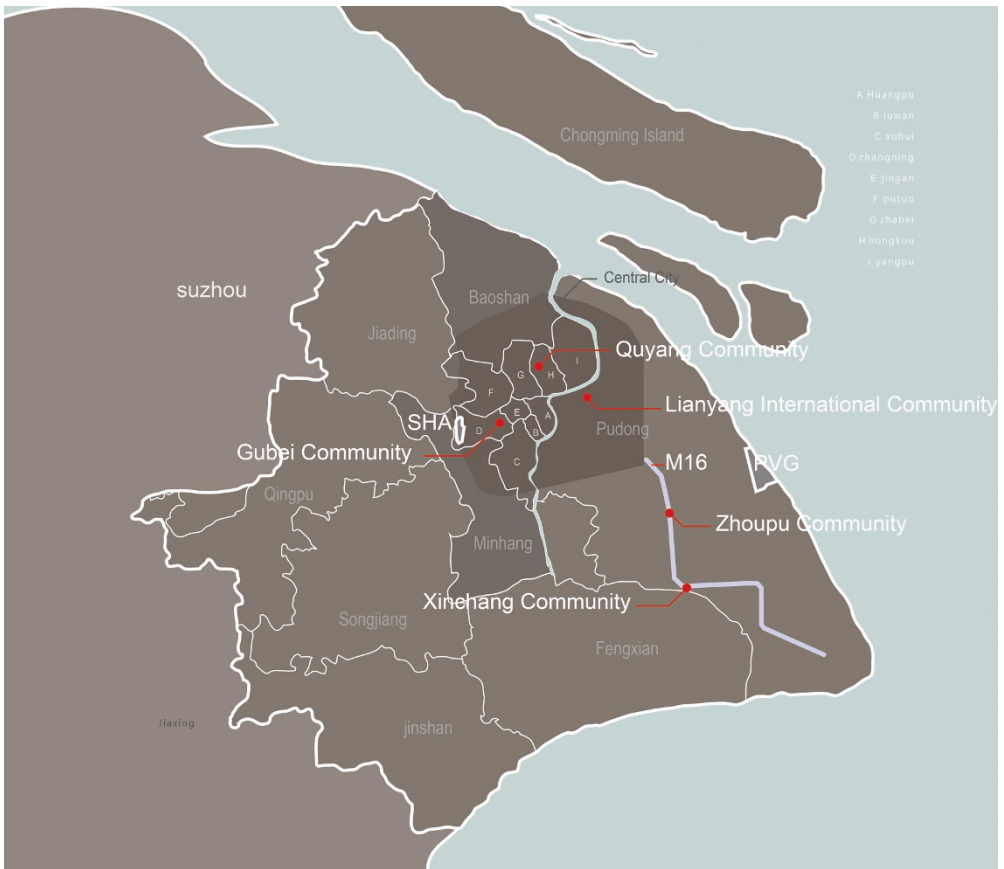 Chongming Island
A Huangpu
B luwan
C xuhui
D changning
E jingan
F putuo
G zhabei
H hongkou
I yangpu
Central City
suzhou
Baoshan
Jiading
Quyang Community
G
H
I
F
Lianyang International Community
E
A
SHA
D
B
Pudong
Gubei Community
C
M16
PVG
Qingpu
Zhoupu Community
Minhang
Xinchang Community
Songjiang
Fengxian
Jiaxing
jinshan